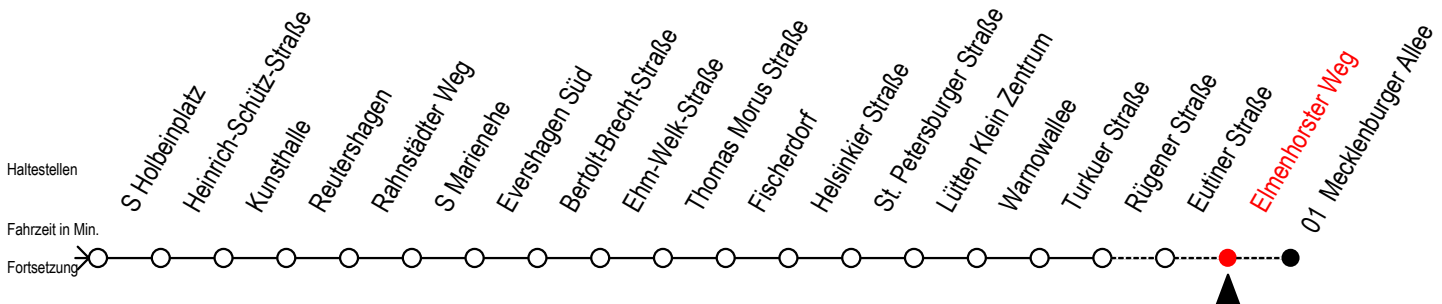 Haltestellen
S Holbeinplatz
Heinrich-Schütz-Straße
Kunsthalle
Reutershagen
Rahnstädter Weg
S Marienehe
Evershagen Süd
Bertolt-Brecht-Straße
Ehm-Welk-Straße
Thomas Morus Straße
Fischerdorf
Helsinkier Straße
St. Petersburger Straße
Lütten Klein Zentrum
Warnowallee
Turkuer Straße
Rügener Straße
Eutiner Straße
Elmenhorster Weg
01 Mecklenburger Allee
Fahrzeit in Min.
Fortsetzung